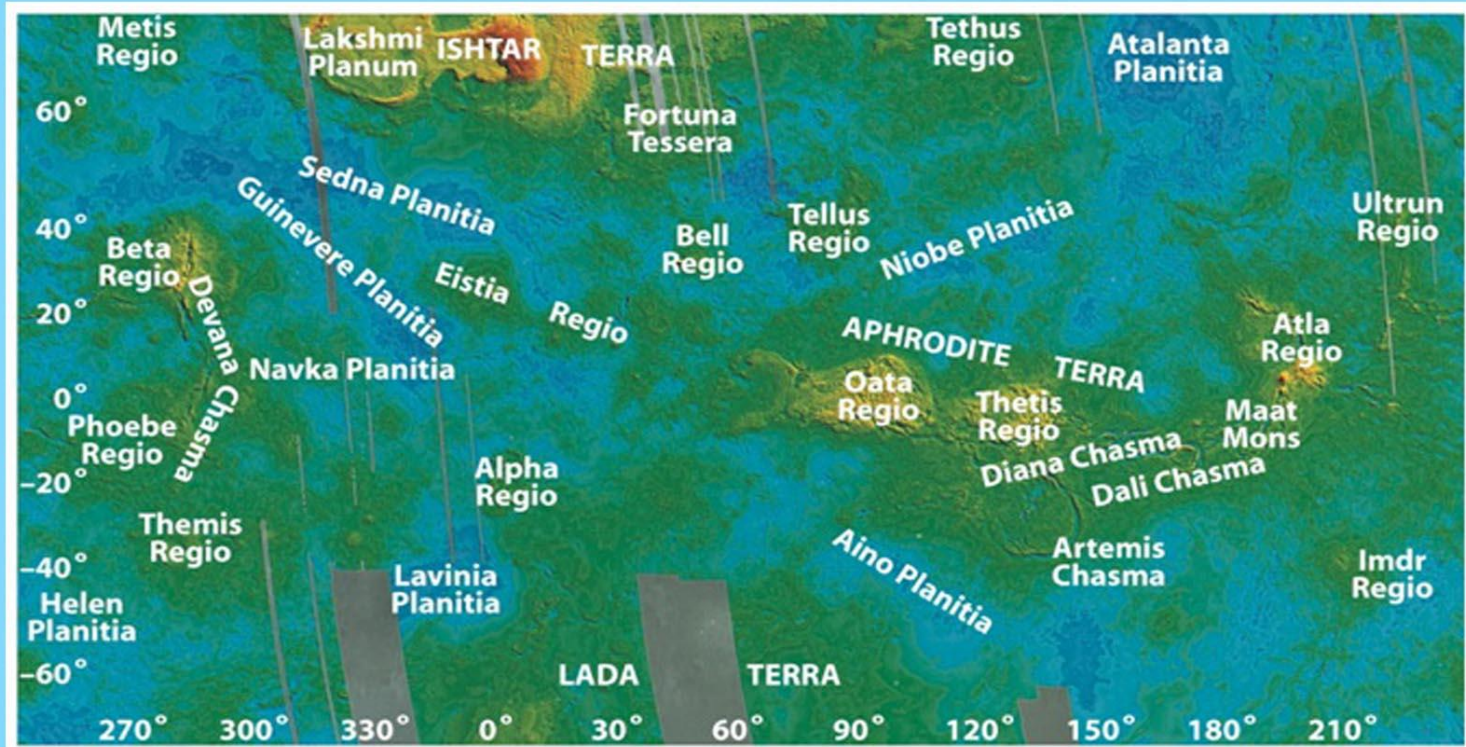 Metis
Regio
Lakshmi
Planum
ISHTAR TERRA
Tethus
Regio
Atalanta
Planitia
60°
Fortuna
Tessera
Sedna Planitia
Guinevere Planitia
40°
Beta
Regio
Bell
Regio
Tellus
Regio
Niobe Planitia
Ultrun
Regio
Devana Chasma
Eistia Regio
20°
APHRODITE TERRA
Atla
Regio
Navka Planitia
0°
Oata
Regio
Thetis
Regio
Maat
Mons
Phoebe
Regio
Diana Chasma
Dali Chasma
-20°
Alpha
Regio
Themis
Regio
Aino Planitia
Artemis
Chasma
Imdr
Regio
-40°
Lavinia
Planitia
Helen
Planitia
-60°
LADA TERRA
270° 300° 330° 0° 30° 60° 90° 120° 150° 180° 210°